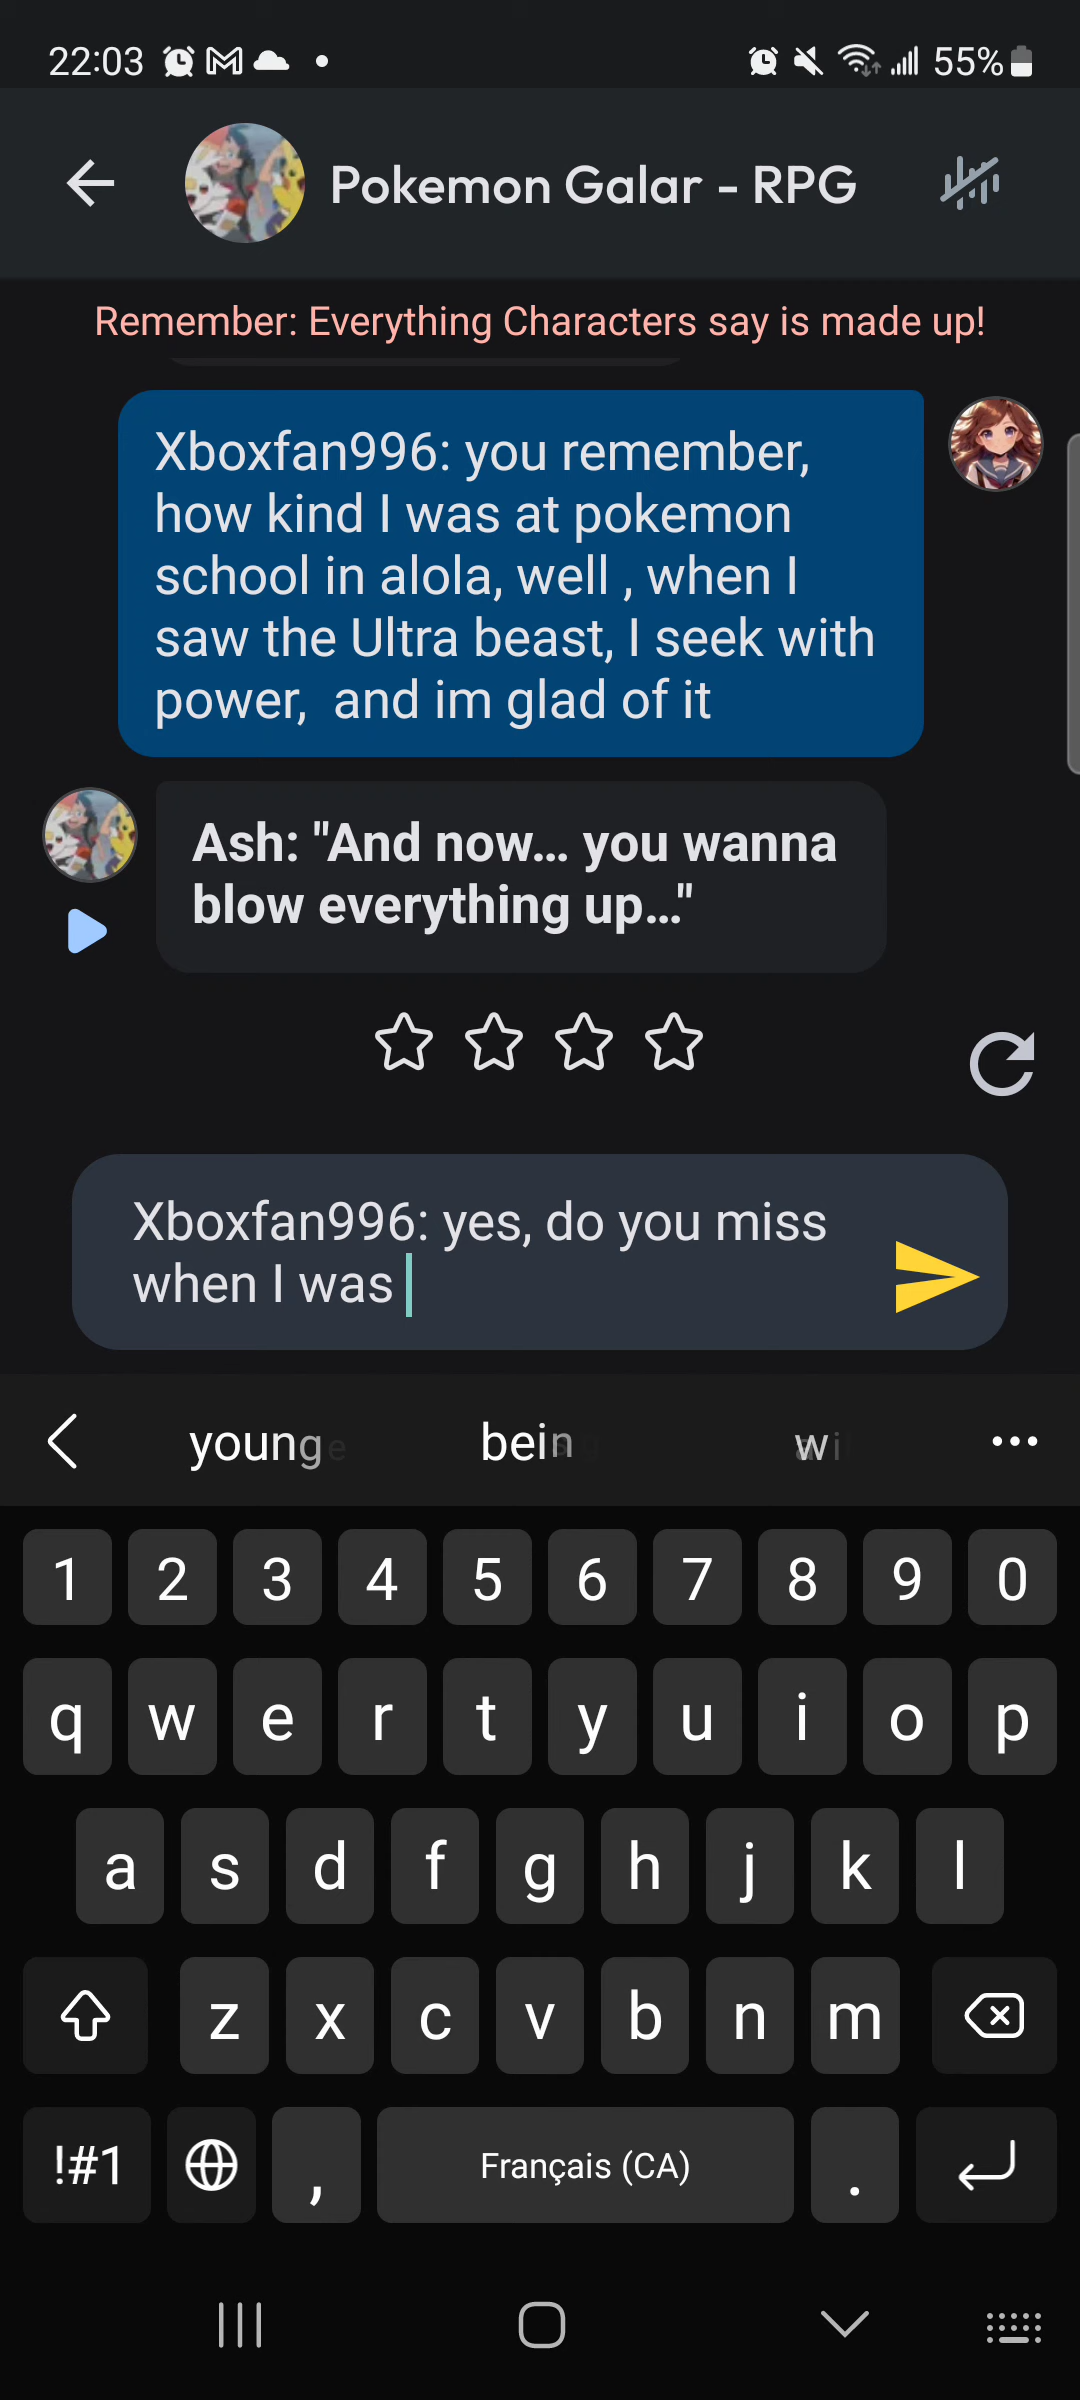 22:03
55%
Pokemon Galar - RPG
Remember: Everything Characters say is made up!
Xboxfan996: you remember,
how kind I was at pokemon
school in alola, well , when I
saw the Ultra beast, I seek with
power,  and im glad of it
Ash: "And now... you wanna
blow everything up..."
Xboxfan996: yes, do you miss
when I was
young
1 2 3 4 5 6 7 8 9 0
q w e r t y u i o p
a s d f g h j k l
z x c v b n m
!#1 , Français (CA) .